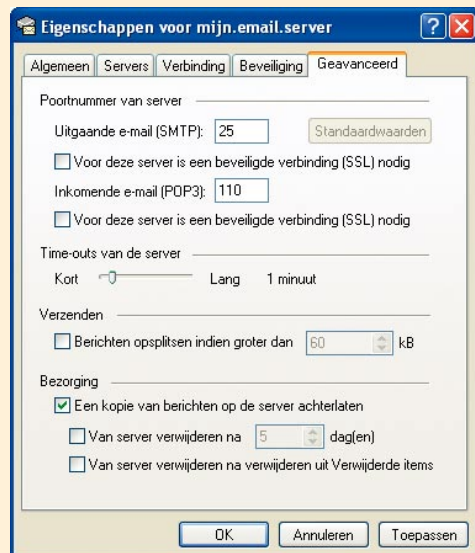 Eigenschappen voor mijn.email.server
Algemeen Servers Verbinding Beveiliging Geavanceerd
Poortnummer van server
Uitgaande e-mail (SMTP): 25 Standaardwaarden
Voor deze server is een beveiligde verbinding (SSL) nodig
Inkomende e-mail (POP3): 110
Voor deze server is een beveiligde verbinding (SSL) nodig
Time-outs van de server
Kort Lang 1 minuut
Verzenden
Berichten opsplitsen indien groter dan 60 kB
Bezorging
Een kopie van berichten op de server achterlaten
Van server verwijderen na 5 dag(en)
Van server verwijderen na verwijderen uit Verwijderde items
OK Annuleren Toepassen